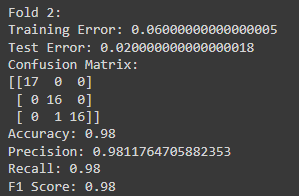 Fold 2:
Training Error: 0.06000000000000005
Test Error: 0.020000000000000018
Confusion Matrix:
[[17  0  0]
 [ 0 16  0]
 [ 0  1 16]]
Accuracy: 0.98
Precision: 0.9811764705882353
Recall: 0.98
F1 Score: 0.98